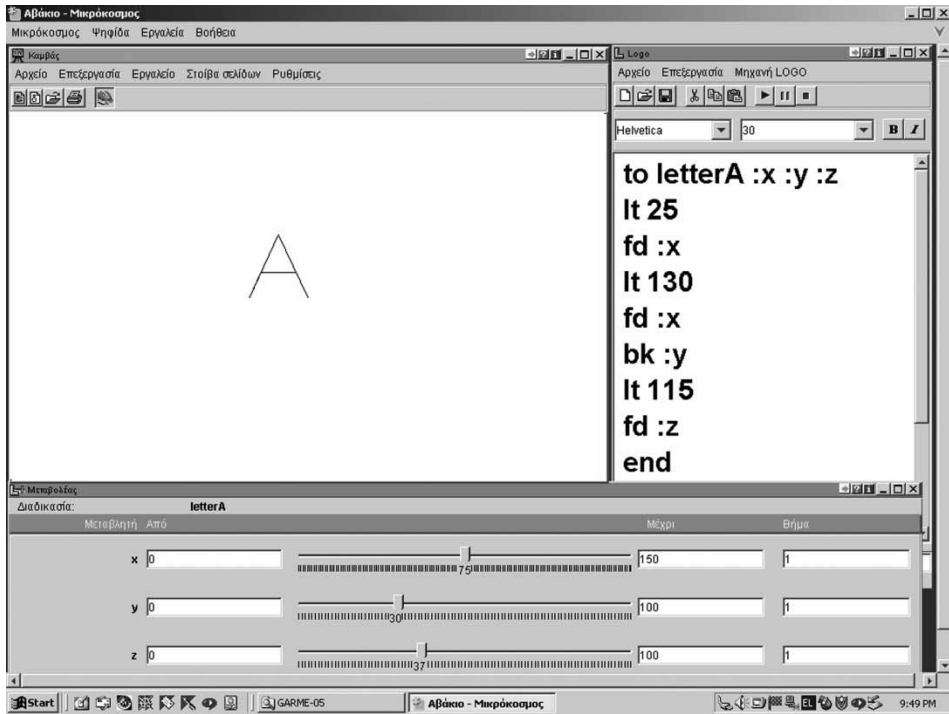 Αβάκιο - Μικρόκοσμος
Μικρόκοσμος Ψηφίδα Εργαλεία Βοήθεια
Καμβάς
Αρχείο Επεξεργασία Εργαλείο Στοίβα σελίδων Ρυθμίσεις
Logo
Αρχείο Επεξεργασία Μηχανή LOGO
Helvetica 30 B I
to letterA :x :y :z
lt 25
fd :x
lt 130
fd :x
bk :y
lt 115
fd :z
end
Μεταβολέας
Διαδικασία: letterA
Μεταβλητή Από Μέχρι Βήμα
x 0 75 150 1
y 0 30 100 1
z 0 37 100 1
Start GARME-05 Αβάκιο - Μικρόκοσμος EL 9:49 PM